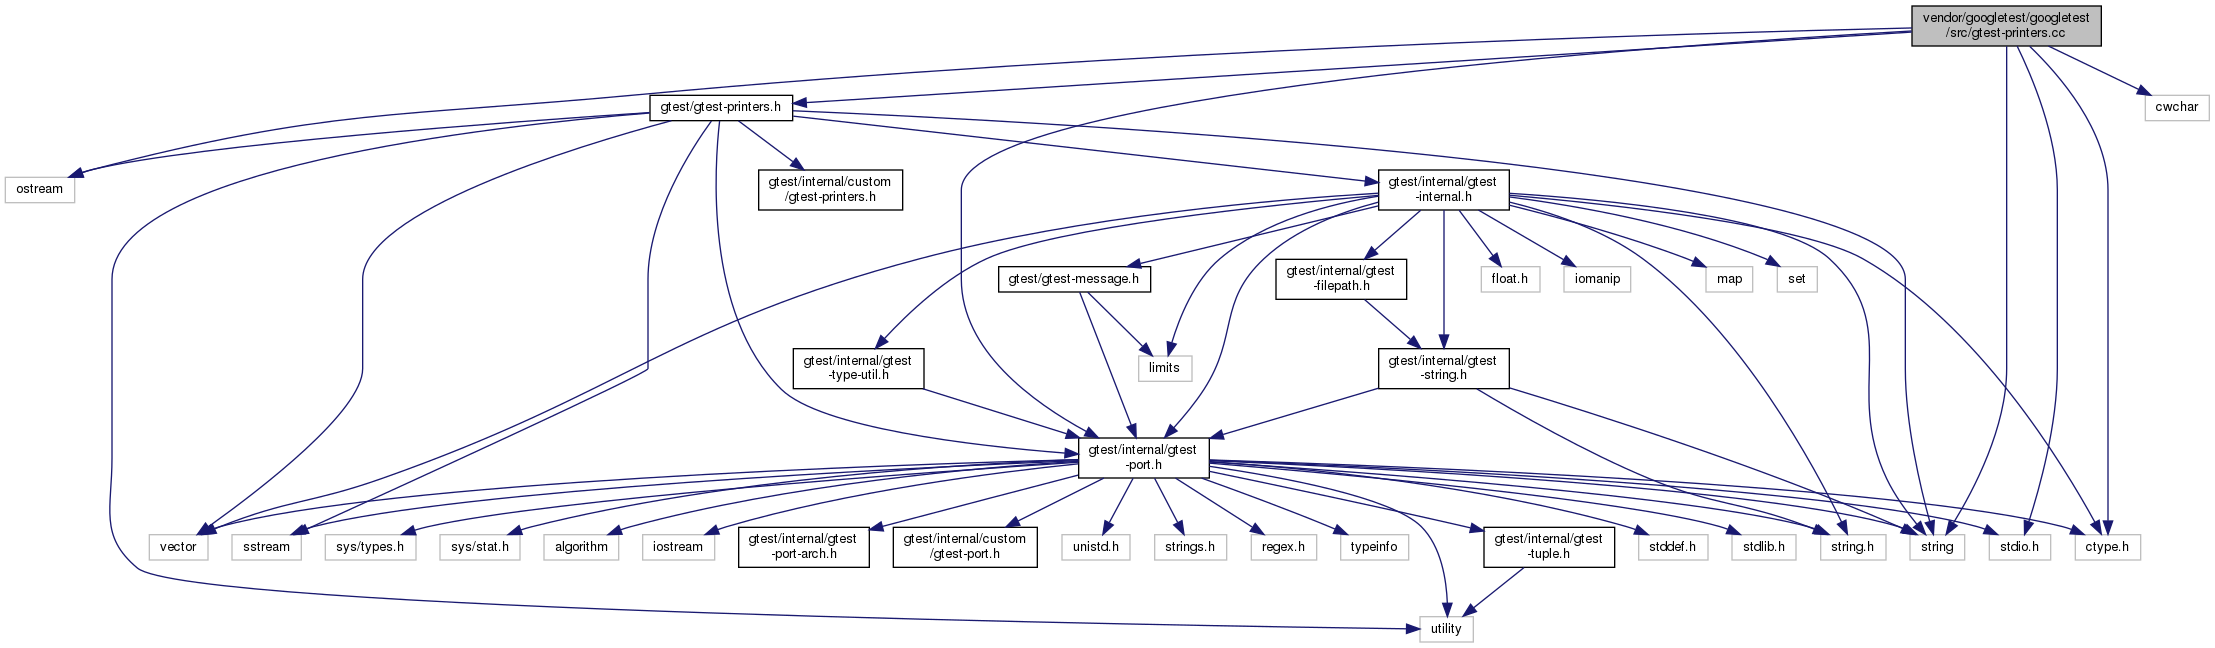 vendor/googletest/googletest
/src/gtest-printers.cc
gtest/gtest-printers.h
cwchar
ostream
gtest/internal/custom
/gtest-printers.h
gtest/internal/gtest
-internal.h
gtest/gtest-message.h
gtest/internal/gtest
-filepath.h
float.h
iomanip
map
set
gtest/internal/gtest
-type-util.h
limits
gtest/internal/gtest
-string.h
gtest/internal/gtest
-port.h
vector
sstream
sys/types.h
sys/stat.h
algorithm
iostream
gtest/internal/gtest
-port-arch.h
gtest/internal/custom
/gtest-port.h
unistd.h
strings.h
regex.h
typeinfo
gtest/internal/gtest
-tuple.h
stddef.h
stdlib.h
string.h
string
stdio.h
ctype.h
utility